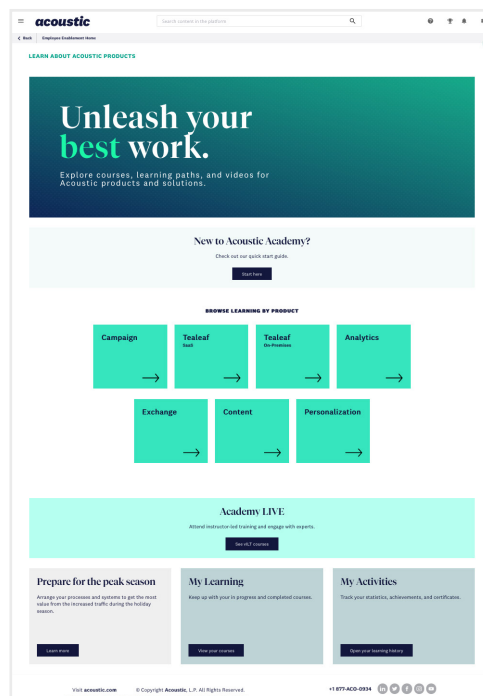 acoustic
Search content in the platform
Back
Employee Enablement Home
LEARN ABOUT ACOUSTIC PRODUCTS
Unleash your
best work.
Explore courses, learning paths, and videos for
Acoustic products and solutions.
New to Acoustic Academy?
Check out our quick start guide.
Start here
BROWSE LEARNING BY PRODUCT
Campaign
Tealeaf
SaaS
Tealeaf
On-Premises
Analytics
Exchange
Content
Personalization
Academy LIVE
Attend instructor-led training and engage with experts.
See vILT courses
Prepare for the peak season
Arrange your processes and systems to get the most
value from the increased traffic during the holiday
season.
Learn more
My Learning
Keep up with your in progress and completed courses.
View your courses
My Activities
Track your statistics, achievements, and certificates.
Open your learning history
Visit acoustic.com
© Copyright Acoustic, L.P. All Rights Reserved.
+1 877-ACO-0934